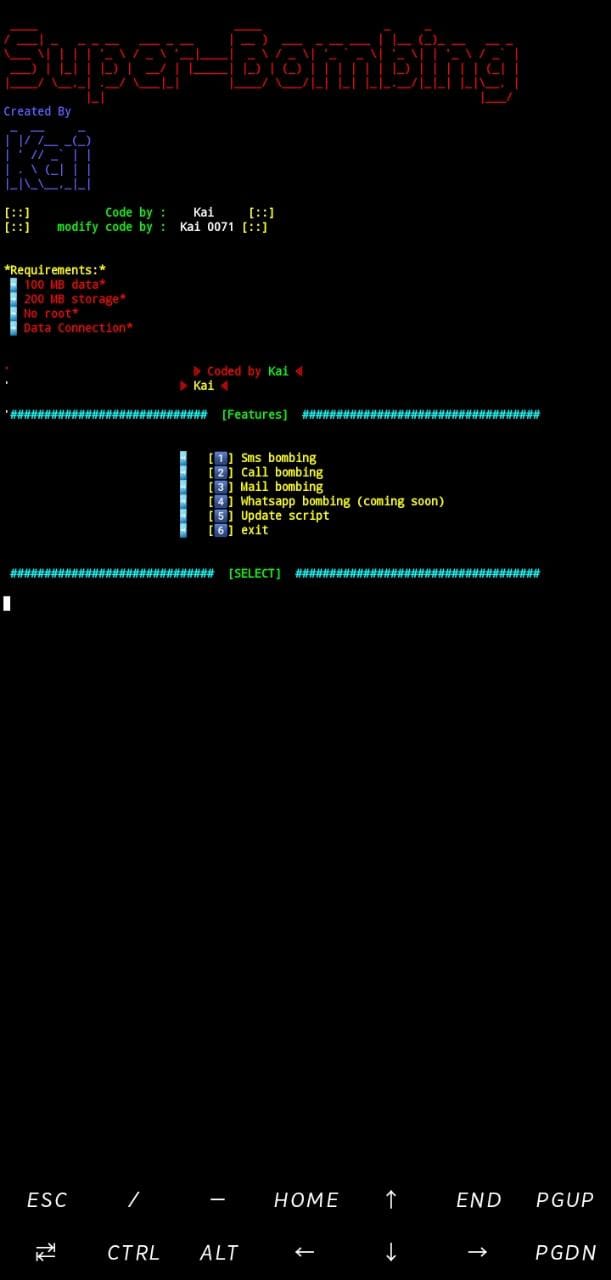 Super-Bombing
Created By
Kai
[::] Code by : Kai [::]
[::] modify code by : Kai 0071 [::]
*Requirements:*
100 MB data*
200 MB storage*
No root*
Data Connection*
' Coded by Kai
' Kai
'############################# [Features] ###################################
[1] Sms bombing
[2] Call bombing
[3] Mail bombing
[4] Whatsapp bombing (coming soon)
[5] Update script
[6] exit
############################## [SELECT] ####################################
ESC / — HOME ↑ END PGUP
⇄ CTRL ALT ← ↓ → PGDN